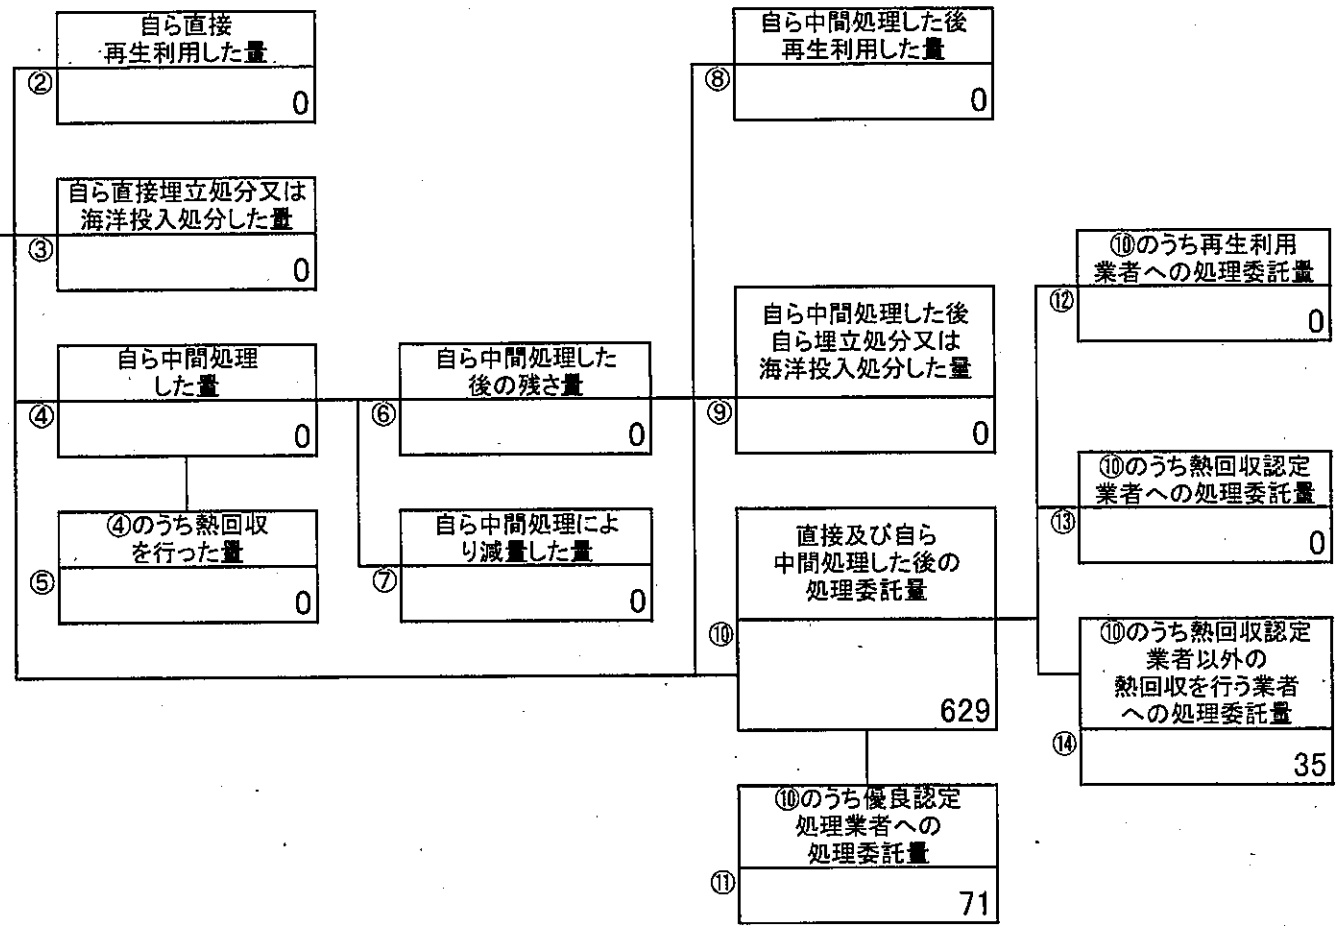 自ら直接
再生利用した量
②
0
自ら直接埋立処分又は
海洋投入処分した量
③
0
自ら中間処理
した量
④
0
④のうち熱回収
を行った量
⑤
0
自ら中間処理した
後の残さ量
⑥
0
自ら中間処理によ
り減量した量
⑦
0
自ら中間処理した後
再生利用した量
⑧
0
自ら中間処理した後
自ら埋立処分又は
海洋投入処分した量
⑨
0
直接及び自ら
中間処理した後の
処理委託量
⑩
629
⑩のうち優良認定
処理業者への
処理委託量
⑪
71
⑩のうち再生利用
業者への処理委託量
⑫
0
⑩のうち熱回収認定
業者への処理委託量
⑬
0
⑩のうち熱回収認定
業者以外の
熱回収を行う業者
への処理委託量
⑭
35